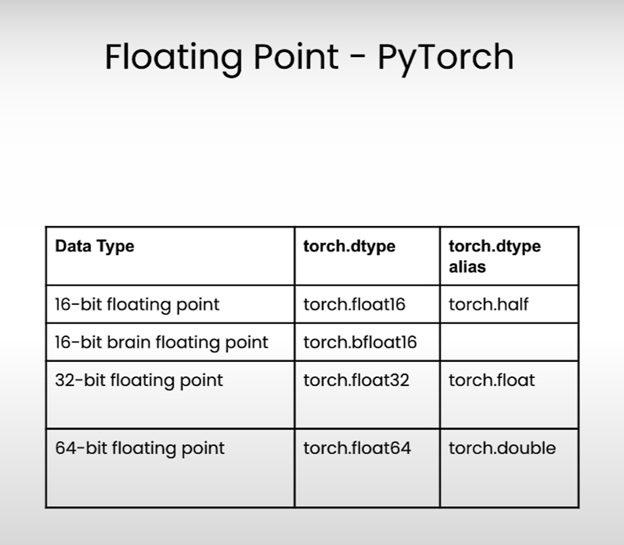 Floating Point - PyTorch
Data Type torch.dtype torch.dtype
alias
16-bit floating point torch.float16 torch.half
16-bit brain floating point torch.bfloat16
32-bit floating point torch.float32 torch.float
64-bit floating point torch.float64 torch.double